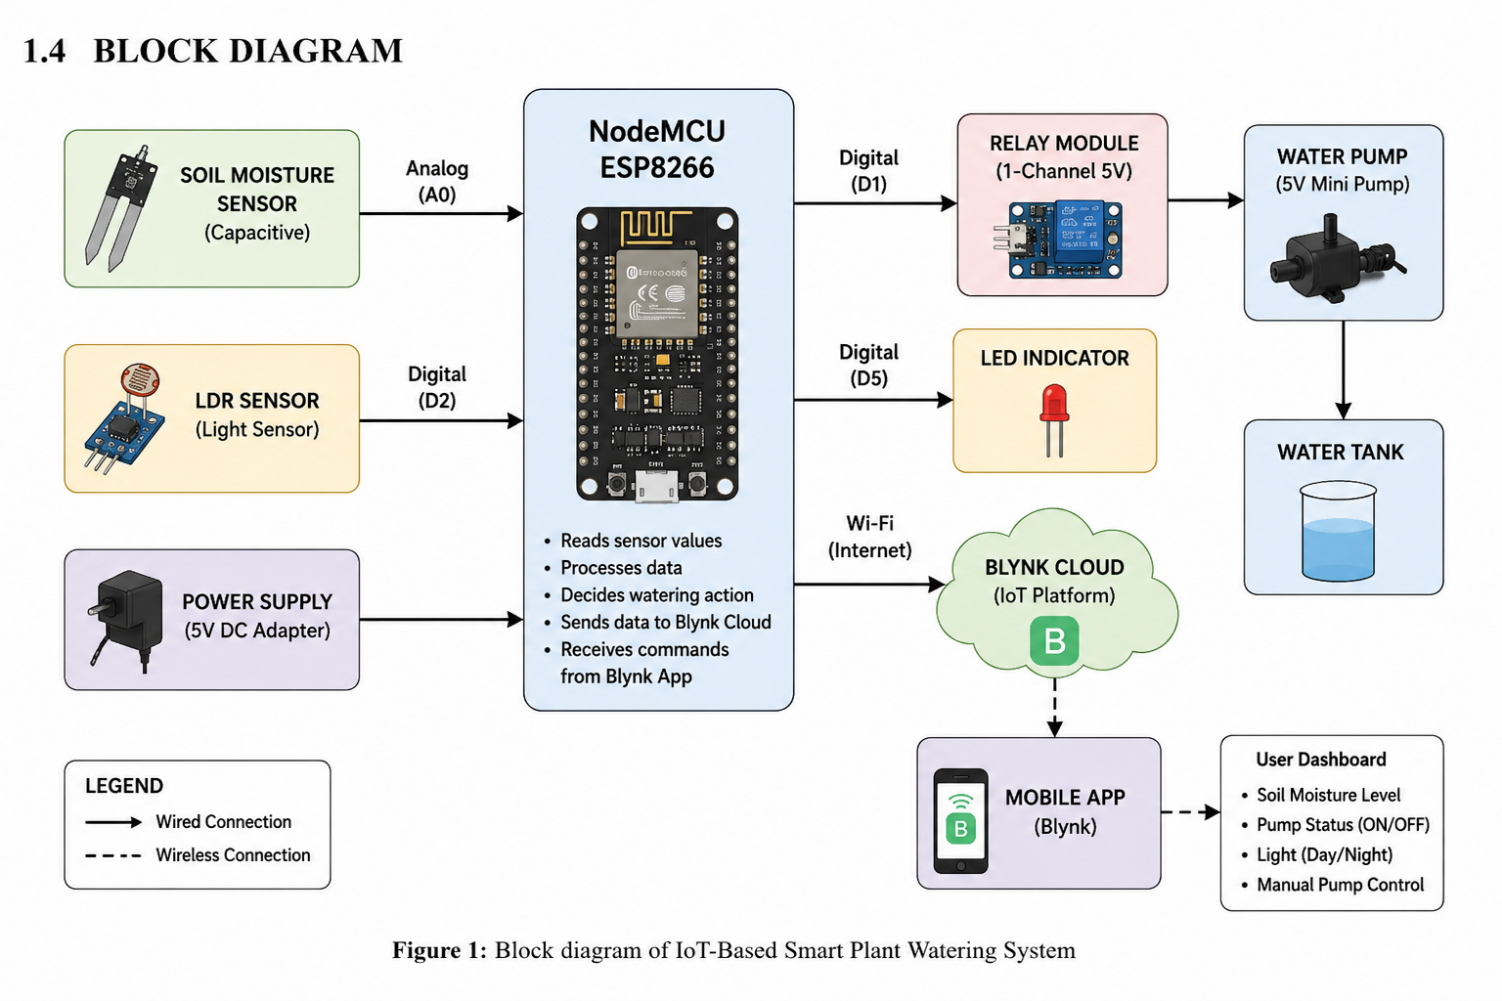 1.4 BLOCK DIAGRAM
SOIL MOISTURE
SENSOR
(Capacitive)
Analog
(A0)
LDR SENSOR
(Light Sensor)
Digital
(D2)
POWER SUPPLY
(5V DC Adapter)
NodeMCU
ESP8266
• Reads sensor values
• Processes data
• Decides watering action
• Sends data to Blynk Cloud
• Receives commands
from Blynk App
Digital
(D1)
RELAY MODULE
(1-Channel 5V)
WATER PUMP
(5V Mini Pump)
Digital
(D5)
LED INDICATOR
WATER TANK
Wi-Fi
(Internet)
BLYNK CLOUD
(IoT Platform)
B
MOBILE APP
(Blynk)
B
User Dashboard
• Soil Moisture Level
• Pump Status (ON/OFF)
• Light (Day/Night)
• Manual Pump Control
LEGEND
Wired Connection
Wireless Connection
Figure 1: Block diagram of IoT-Based Smart Plant Watering System